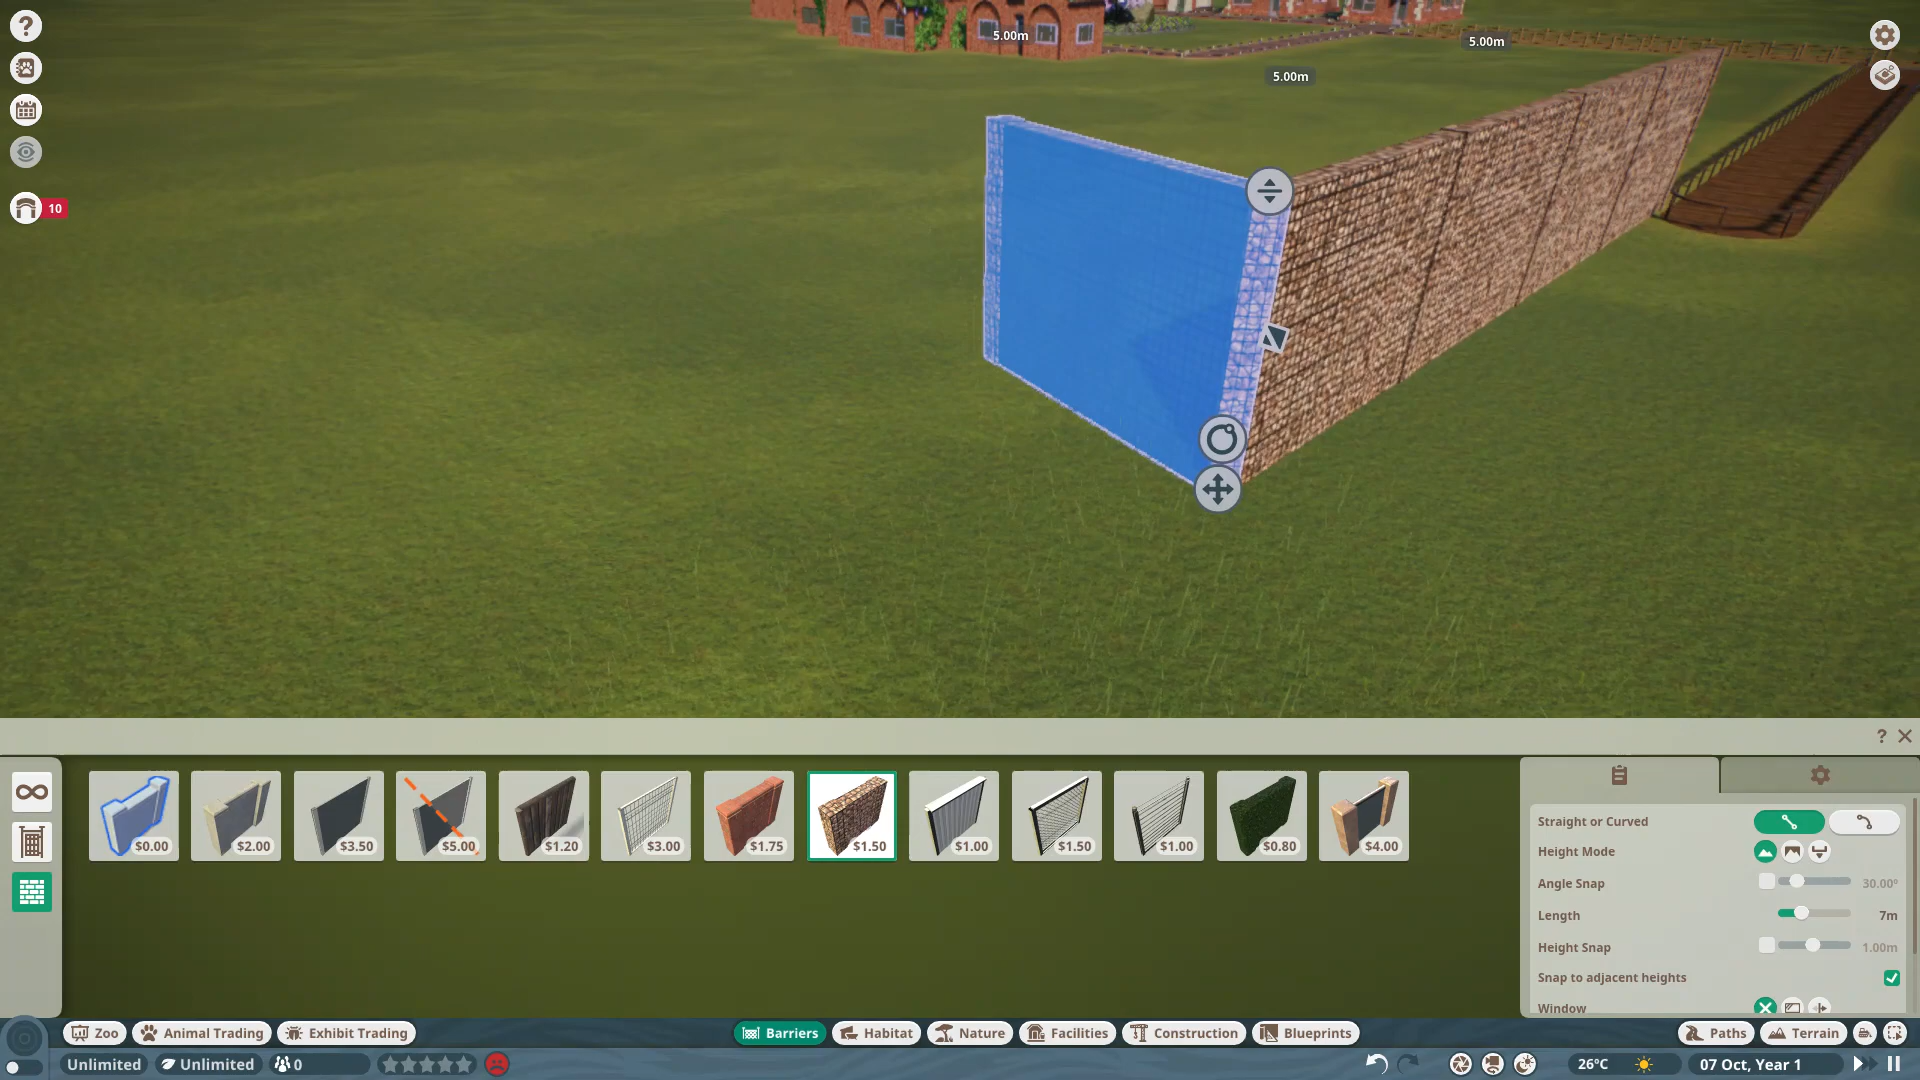 ?
5.00m
5.00m
5.00m
10
?
$0.00
$2.00
$3.50
$5.00
$1.20
$3.00
$1.75
$1.50
$1.00
$1.50
$1.00
$0.80
$4.00
Straight or Curved
Height Mode
Angle Snap 30.00°
Length 7m
Height Snap 1.00m
Snap to adjacent heights
Window
Zoo Animal Trading Exhibit Trading Barriers Habitat Nature Facilities Construction Blueprints Paths Terrain
Unlimited Unlimited 0 26°C 07 Oct, Year 1